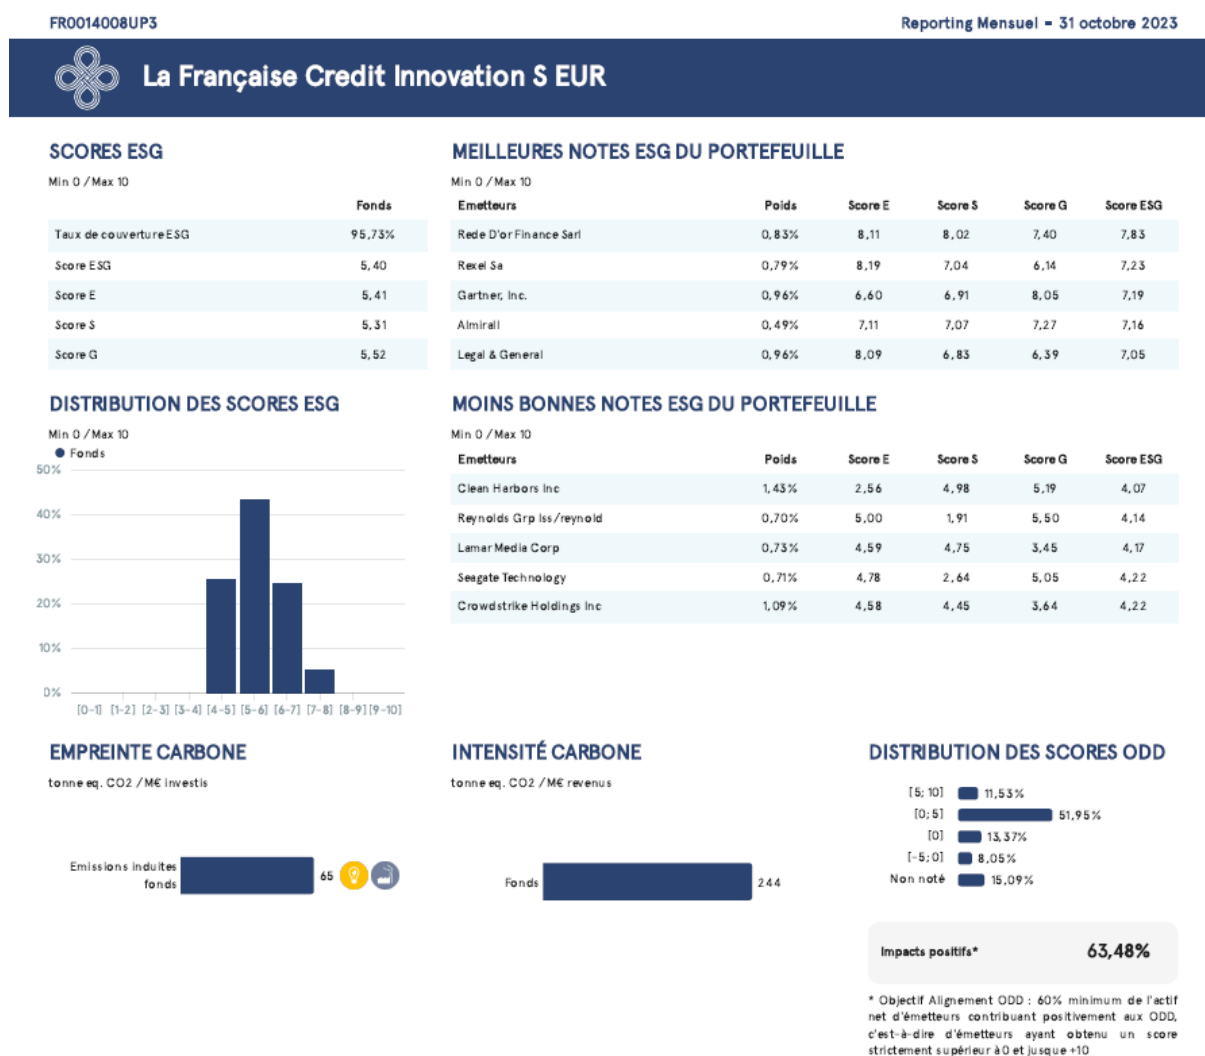 FR0014008UP3
Reporting Mensuel - 31 octobre 2023
La Française Credit Innovation S EUR
SCORES ESG
Min 0 / Max 10
Fonds
Taux de couverture ESG 95,73%
Score ESG 5,40
Score E 5,41
Score S 5,31
Score G 5,52
MEILLEURES NOTES ESG DU PORTEFEUILLE
Min 0 / Max 10
Emetteurs Poids Score E Score S Score G Score ESG
Rede D'or Finance Sarl 0,83% 8,11 8,02 7,40 7,83
Rexel Sa 0,79% 8,19 7,04 6,14 7,23
Gartner, Inc. 0,96% 6,60 6,91 8,05 7,19
Almirall 0,49% 7,11 7,07 7,27 7,16
Legal & General 0,96% 8,09 6,83 6,39 7,05
DISTRIBUTION DES SCORES ESG
Min 0 / Max 10
Fonds
50%
40%
30%
20%
10%
0%
[0-1] [1-2] [2-3] [3-4] [4-5] [5-6] [6-7] [7-8] [8-9] [9-10]
MOINS BONNES NOTES ESG DU PORTEFEUILLE
Min 0 / Max 10
Emetteurs Poids Score E Score S Score G Score ESG
Clean Harbors Inc 1,43% 2,56 4,98 5,19 4,07
Reynolds Grp Iss/reynold 0,70% 5,00 1,91 5,50 4,14
Lamar Media Corp 0,73% 4,59 4,75 3,45 4,17
Seagate Technology 0,71% 4,78 2,64 5,05 4,22
Crowdstrike Holdings Inc 1,09% 4,58 4,45 3,64 4,22
EMPREINTE CARBONE
tonne eq. CO2 / M€ investis
Emissions induites
fonds
65
INTENSITÉ CARBONE
tonne eq. CO2 / M€ revenus
Fonds 244
DISTRIBUTION DES SCORES ODD
[5; 10] 11,53%
[0; 5] 51,95%
[0] 13,37%
[-5; 0] 8,05%
Non noté 15,09%
Impacts positifs* 63,48%
* Objectif Alignement ODD : 60% minimum de l'actif
net d'émetteurs contribuant positivement aux ODD,
c'est-à-dire d'émetteurs ayant obtenu un score
strictement supérieur à 0 et jusque +10